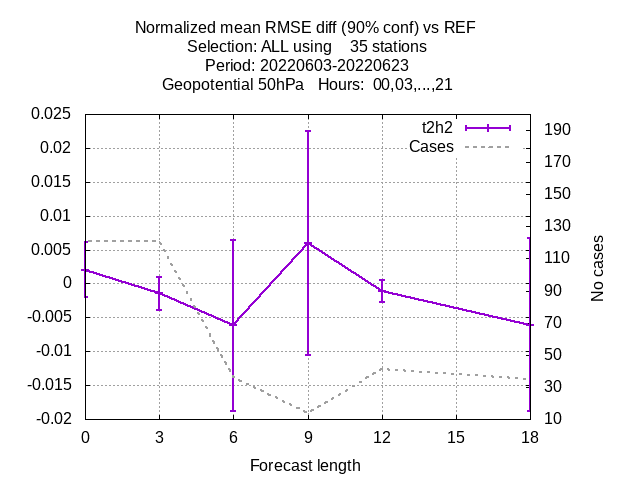 Normalized mean RMSE diff (90% conf) vs REF
Selection: ALL using    35 stations
Period: 20220603-20220623
Geopotential 50hPa   Hours:  00,03,...,21
t2h2
Cases
0.025
0.02
0.015
0.01
0.005
0
-0.005
-0.01
-0.015
-0.02
190
170
150
130
110
90
70
50
30
10
No cases
0 3 6 9 12 15 18
Forecast length